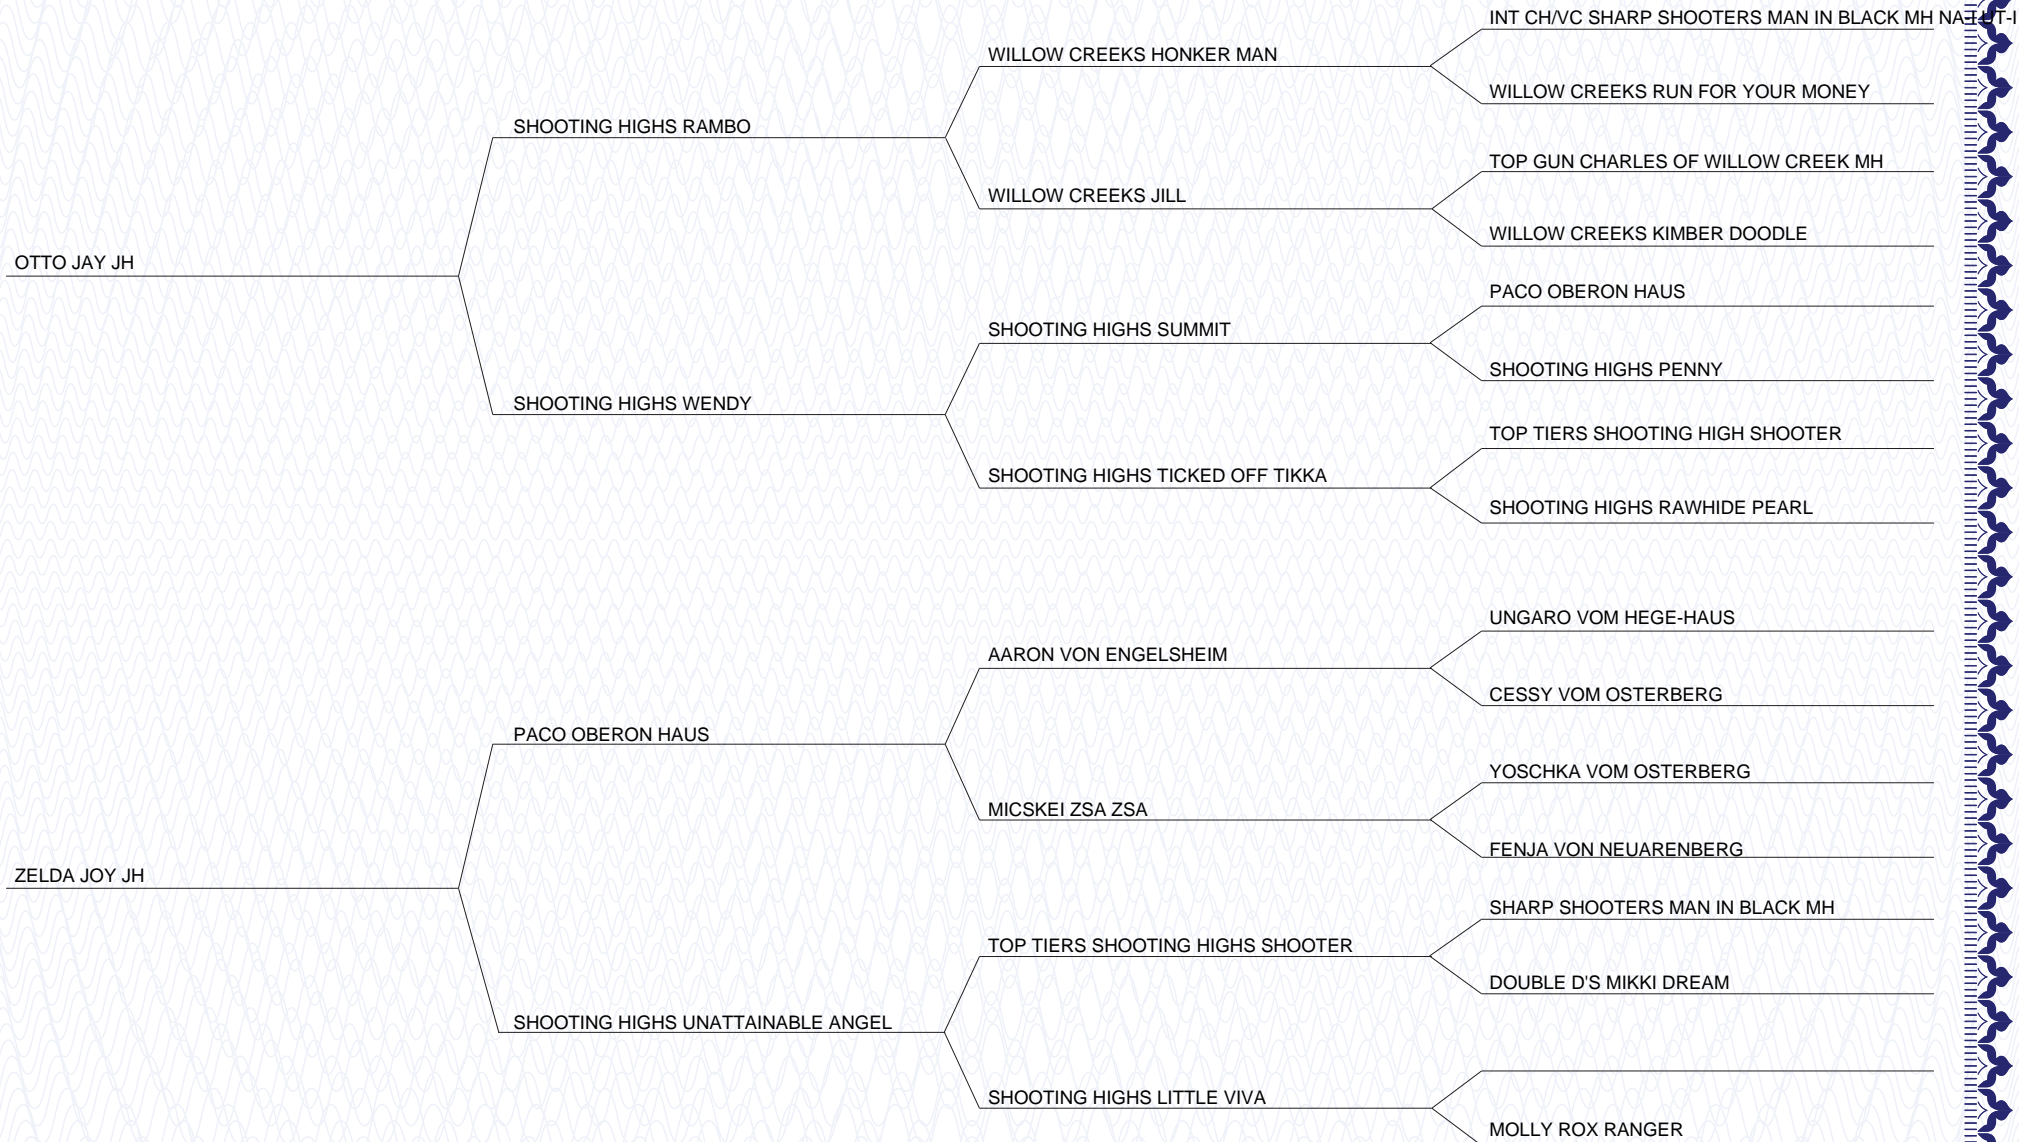 INT CH/VC SHARP SHOOTERS MAN IN BLACK MH NA I UT-I
WILLOW CREEKS HONKER MAN
WILLOW CREEKS RUN FOR YOUR MONEY
SHOOTING HIGHS RAMBO
TOP GUN CHARLES OF WILLOW CREEK MH
WILLOW CREEKS JILL
WILLOW CREEKS KIMBER DOODLE
OTTO JAY JH
PACO OBERON HAUS
SHOOTING HIGHS SUMMIT
SHOOTING HIGHS PENNY
SHOOTING HIGHS WENDY
TOP TIERS SHOOTING HIGH SHOOTER
SHOOTING HIGHS TICKED OFF TIKKA
SHOOTING HIGHS RAWHIDE PEARL
UNGARO VOM HEGE-HAUS
AARON VON ENGELSHEIM
CESSY VOM OSTERBERG
PACO OBERON HAUS
YOSCHKA VOM OSTERBERG
MICSKEI ZSA ZSA
FENJA VON NEUARENBERG
ZELDA JOY JH
SHARP SHOOTERS MAN IN BLACK MH
TOP TIERS SHOOTING HIGHS SHOOTER
DOUBLE D'S MIKKI DREAM
SHOOTING HIGHS UNATTAINABLE ANGEL
SHOOTING HIGHS LITTLE VIVA
MOLLY ROX RANGER